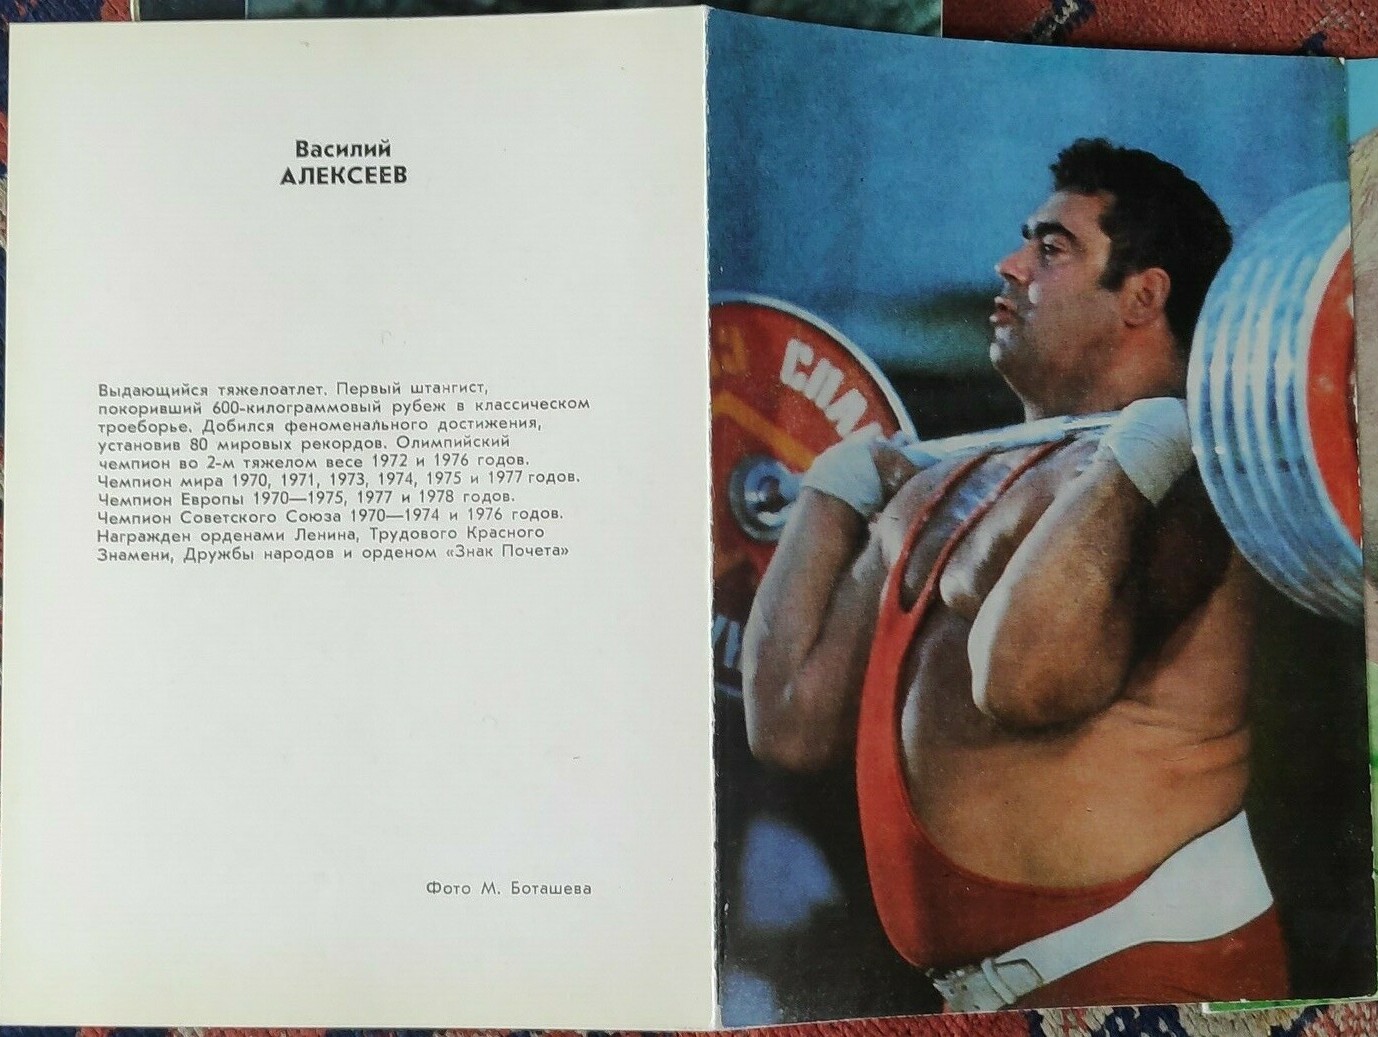 Василий
АЛЕКСЕЕВ
Выдающийся тяжелоатлет. Первый штангист,
покоривший 600-килограммовый рубеж в классическом
троеборье. Добился феноменального достижения,
установив 80 мировых рекордов. Олимпийский
чемпион во 2-м тяжелом весе 1972 и 1976 годов.
Чемпион мира 1970, 1971, 1973, 1974, 1975 и 1977 годов.
Чемпион Европы 1970—1975, 1977 и 1978 годов.
Чемпион Советского Союза 1970—1974 и 1976 годов.
Награжден орденами Ленина, Трудового Красного
Знамени, Дружбы народов и орденом «Знак Почета»
Фото М. Боташева